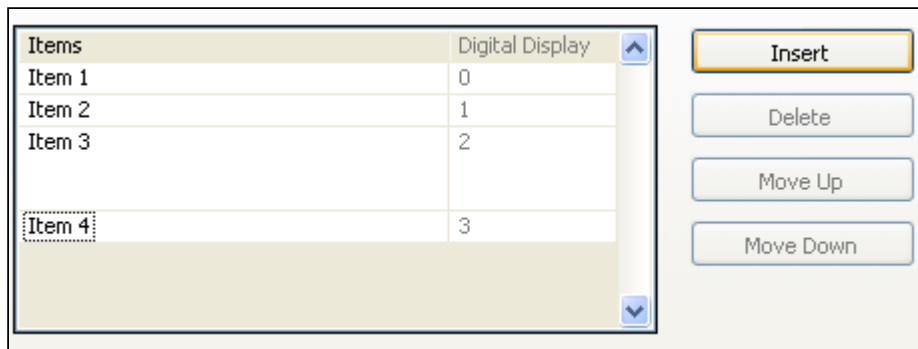 Items Digital Display
Item 1 0
Item 2 1
Item 3 2
Item 4 3
Insert
Delete
Move Up
Move Down